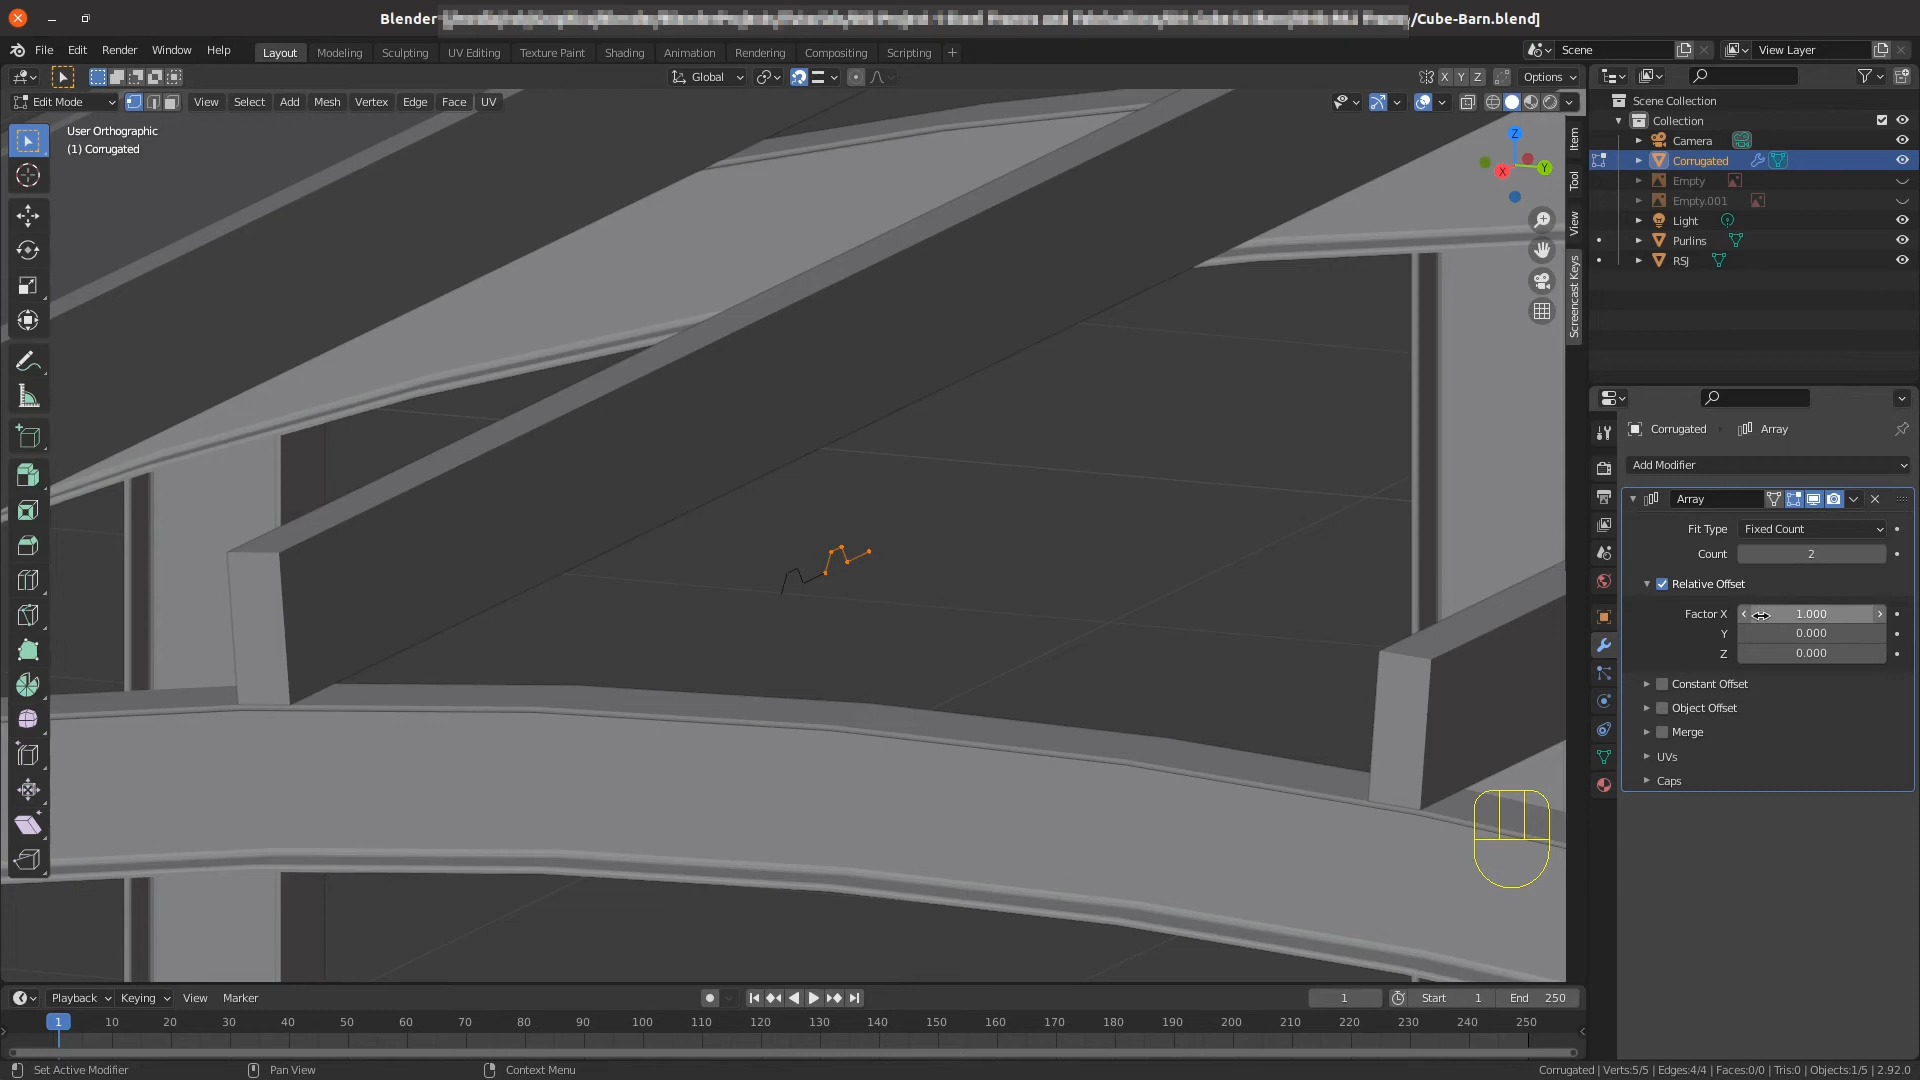 Blender /Cube-Barn.blend]
File Edit Render Window Help Layout Modeling Sculpting UV Editing Texture Paint Shading Animation Rendering Compositing Scripting Scene View Layer
Global X Y Z Options
Edit Mode View Select Add Mesh Vertex Edge Face UV
User Orthographic
(1) Corrugated
Z
Y
X
Item
Tool
View
Screencast Keys
Scene Collection
Collection
Camera
Corrugated
Empty
Empty.001
Light
Purlins
RSJ
Corrugated Array
Add Modifier
Array
Fit Type Fixed Count
Count 2
Relative Offset
Factor X 1.000
Y 0.000
Z 0.000
Constant Offset
Object Offset
Merge
UVs
Caps
Playback Keying View Marker 1 Start 1 End 250
1 10 20 30 40 50 60 70 80 90 100 110 120 130 140 150 160 170 180 190 200 210 220 230 240 250
Set Active Modifier Pan View Context Menu Corrugated | Verts:5/5 | Edges:4/4 | Faces:0/0 | Tris:0 | Objects:1/5 | 2.92.0